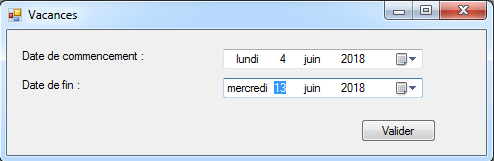 Vacances
Date de commencement : lundi 4 juin 2018
Date de fin : mercredi 13 juin 2018
Valider